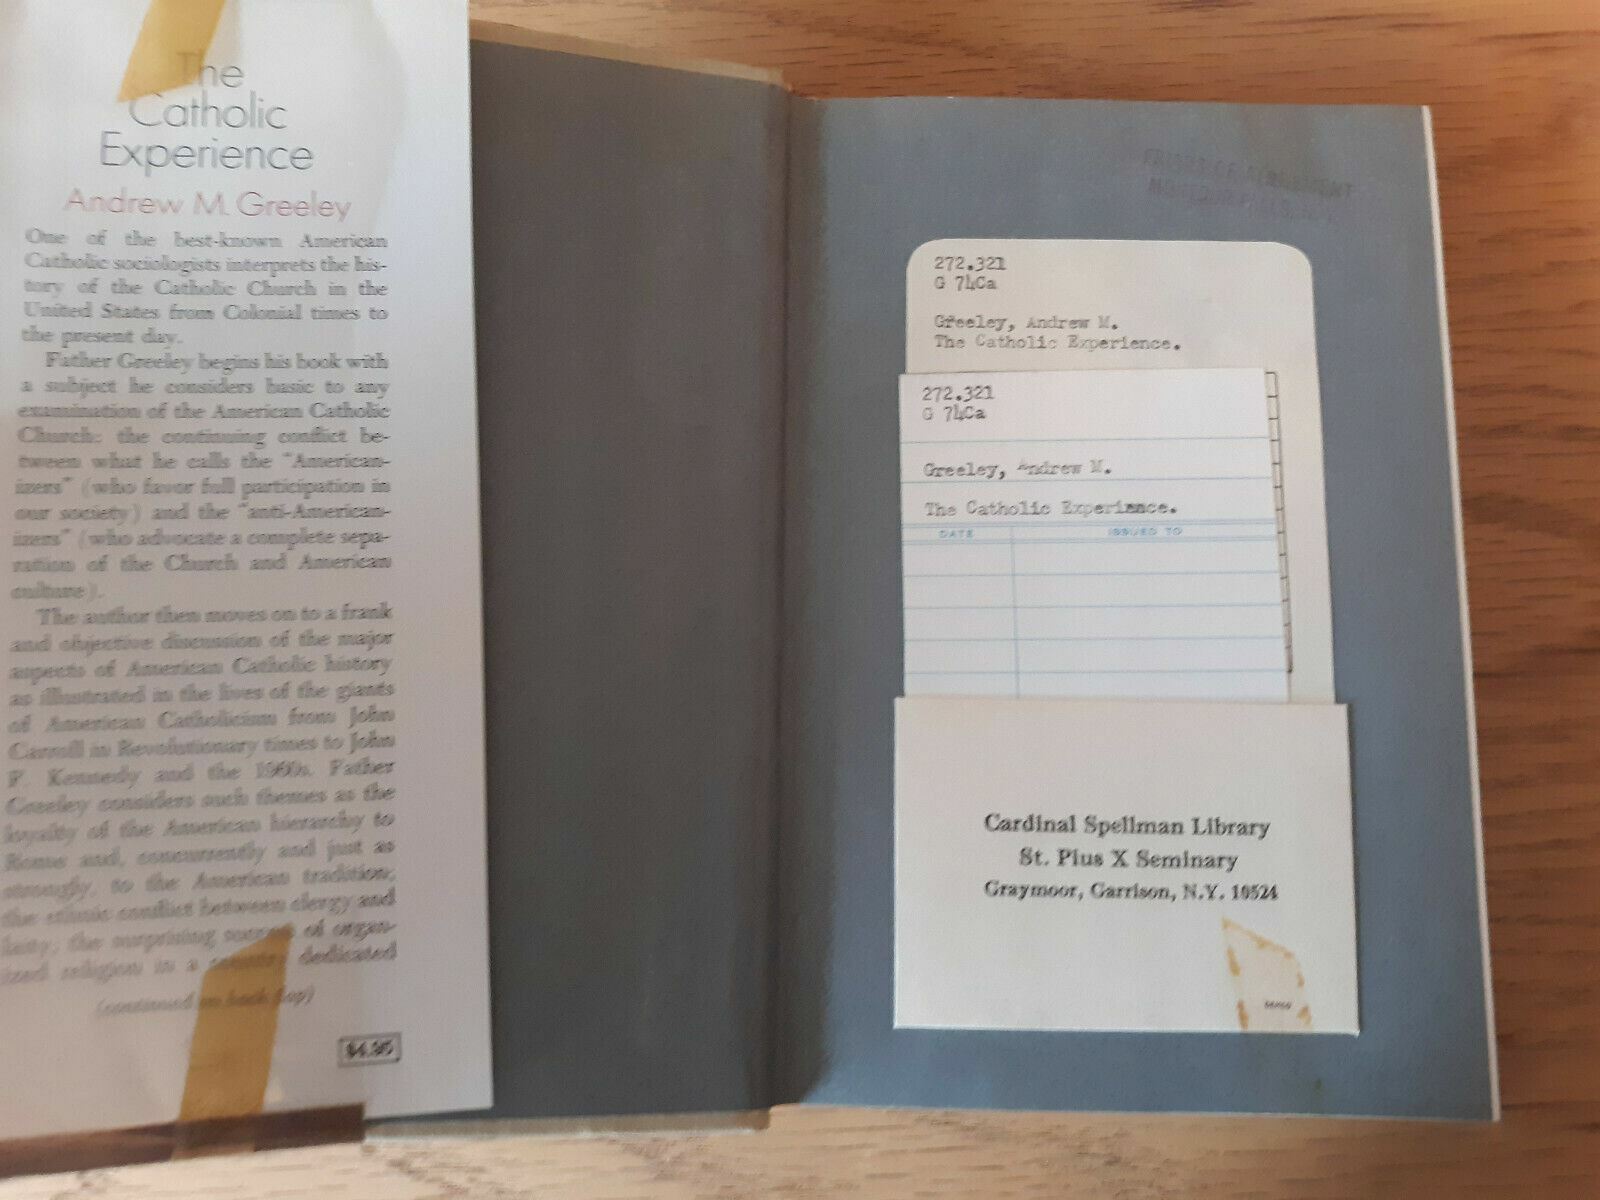 The
Catholic
Experience
Andrew M. Greeley
One of the best-known American
Catholic sociologists interprets the his-
tory of the Catholic Church in the
United States from Colonial times to
the present day.
Father Greeley begins his book with
a subject he considers basic to any
examination of the American Catholic
Church: the continuing conflict be-
tween what he calls the "American-
izers" (who favor full participation in
our society) and the "anti-American-
izers" (who advocate a complete sepa-
ration of the Church and American
culture).
The author then moves on to a frank
and objective discussion of the major
aspects of American Catholic history
as illustrated in the lives of the giants
of American Catholicism from John
Carroll in Revolutionary times to John
F. Kennedy and the 1960s. Father
Greeley considers such themes as the
loyalty of the American hierarchy to
Rome and, concurrently and just as
strongly, to the American tradition;
the ethnic conflict between clergy and
laity; the surprising success of organ-
ized religion in a country dedicated
(continued on back flap)
$4.95
272.321
G 74Ca
Greeley, Andrew M.
The Catholic Experience.
272.321
G 74Ca
Greeley, Andrew M.
The Catholic Experience.
DATE ISSUED TO
Cardinal Spellman Library
St. Pius X Seminary
Graymoor, Garrison, N.Y. 10524